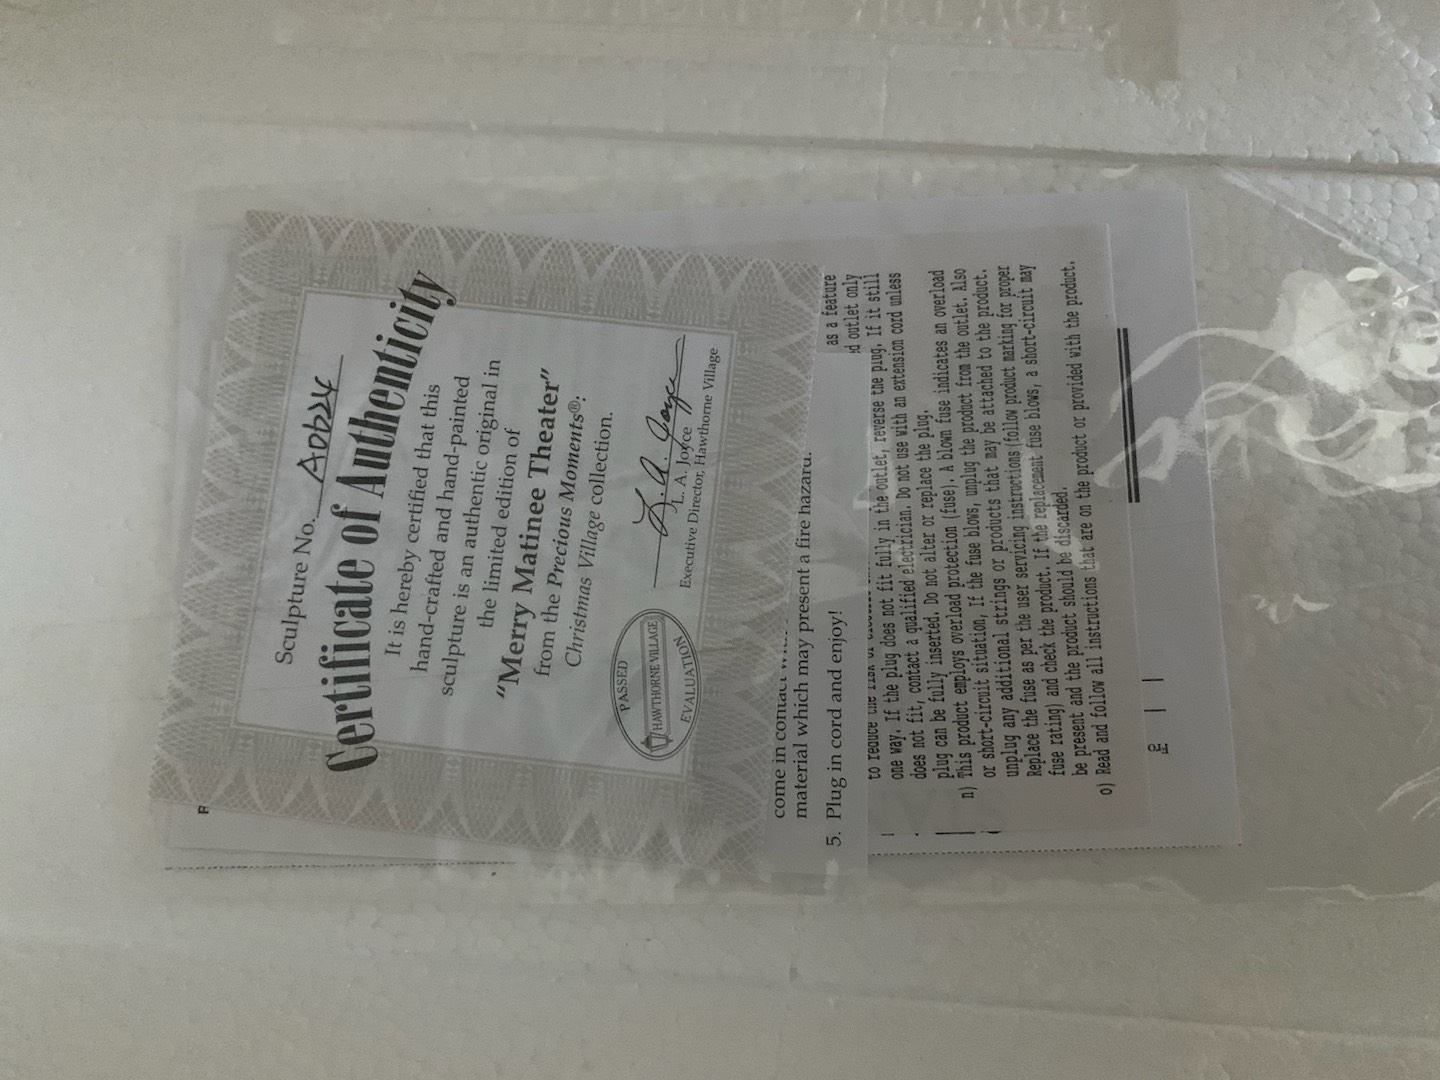 Sculpture No. A0b24
Certificate of Authenticity
It is hereby certified that this
hand-crafted and hand-painted
sculpture is an authentic original in
the limited edition of
“Merry Matinee Theater”
from the Precious Moments®:
Christmas Village collection.
PASSED
HAWTHORNE VILLAGE
EVALUATION
L. A. Joyce
L. A. Joyce
Executive Director, Hawthorne Village
come in contact
material which may present a fire hazard.
5. Plug in cord and enjoy!
as a feature
outlet only
to reduce the risk of
one way. If the plug does not fit fully in the outlet, reverse the plug. If it still
does not fit, contact a qualified electrician. Do not use with an extension cord unless
plug can be fully inserted. Do not alter or replace the plug.
n) This product employs overload protection (fuse). A blown fuse indicates an overload
or short-circuit situation, If the fuse blows, unplug the product from the outlet. Also
unplug any additional strings or products that may be attached to the product.
Replace the fuse as per the user servicing instructions (follow product marking for proper
fuse rating) and check the product, if the replacement fuse blows, a short-circuit may
be present and the product should be discarded.
o) Read and follow all instructions that are on the product or provided with the product.